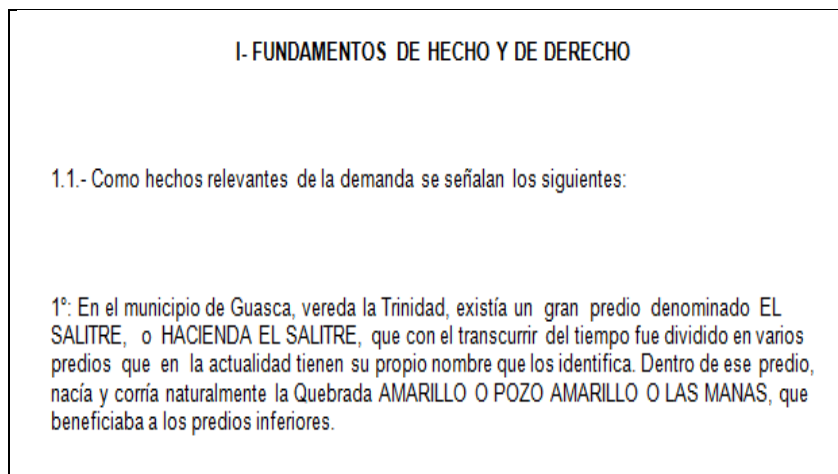 I- FUNDAMENTOS DE HECHO Y DE DERECHO
1.1.- Como hechos relevantes de la demanda se señalan los siguientes:
1º: En el municipio de Guasca, vereda la Trinidad, existía un gran predio denominado EL
SALITRE, o HACIENDA EL SALITRE, que con el transcurrir del tiempo fue dividido en varios
predios que en la actualidad tienen su propio nombre que los identifica. Dentro de ese predio,
nacía y corría naturalmente la Quebrada AMARILLO O POZO AMARILLO O LAS MANAS, que
beneficiaba a los predios inferiores.